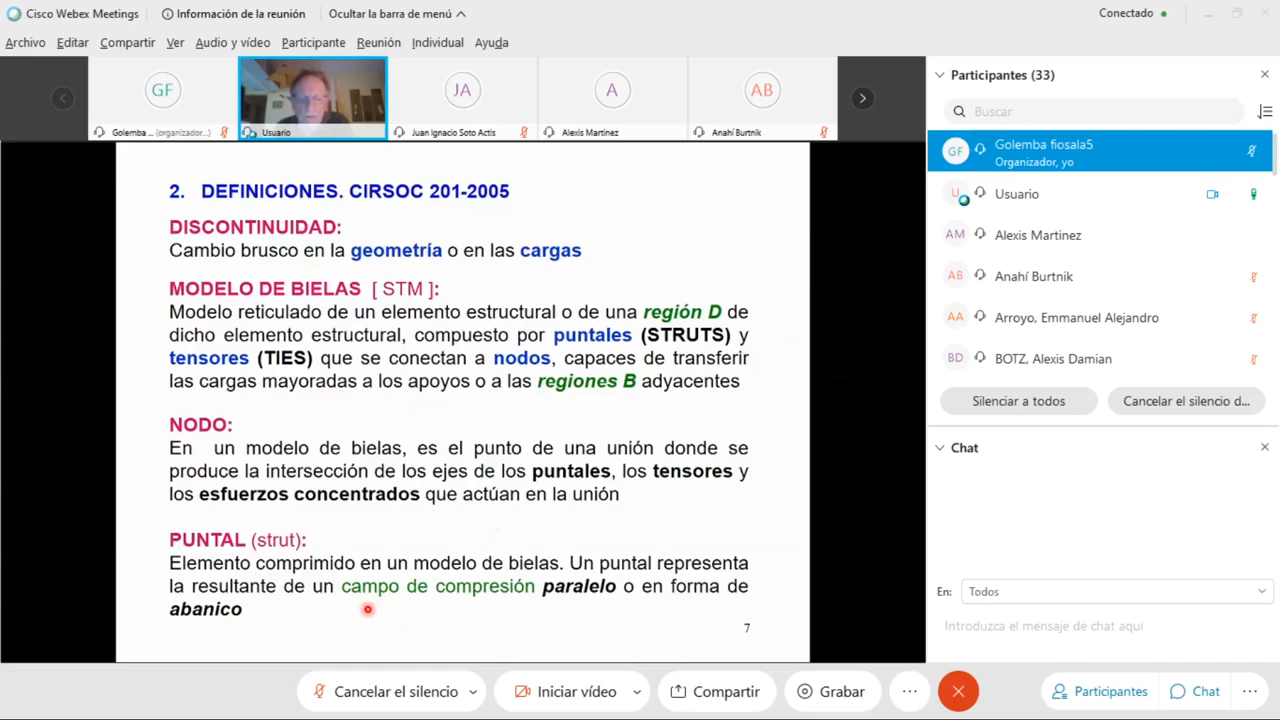 Cisco Webex Meetings
Información de la reunión
Ocultar la barra de menú
Conectado
Archivo Editar Compartir Ver Audio y vídeo Participante Reunión Individual Ayuda
GF
JA
A
AB
Golemba ... (organizador...)
Usuario
Juan Ignacio Soto Actis
Alexis Martinez
Anahí Burtnik
2. DEFINICIONES. CIRSOC 201-2005
DISCONTINUIDAD:
Cambio brusco en la geometría o en las cargas
MODELO DE BIELAS [ STM ]:
Modelo reticulado de un elemento estructural o de una región D de
dicho elemento estructural, compuesto por puntales (STRUTS) y
tensores (TIES) que se conectan a nodos, capaces de transferir
las cargas mayoradas a los apoyos o a las regiones B adyacentes
NODO:
En un modelo de bielas, es el punto de una unión donde se
produce la intersección de los ejes de los puntales, los tensores y
los esfuerzos concentrados que actúan en la unión
PUNTAL (strut):
Elemento comprimido en un modelo de bielas. Un puntal representa
la resultante de un campo de compresión paralelo o en forma de
abanico
7
Participantes (33)
Buscar
GF Golemba fiosala5
Organizador, yo
U Usuario
AM Alexis Martinez
AB Anahí Burtnik
AA Arroyo, Emmanuel Alejandro
BD BOTZ, Alexis Damian
Silenciar a todos
Cancelar el silencio d...
Chat
En: Todos
Introduzca el mensaje de chat aquí
Cancelar el silencio
Iniciar vídeo
Compartir
Grabar
Participantes
Chat